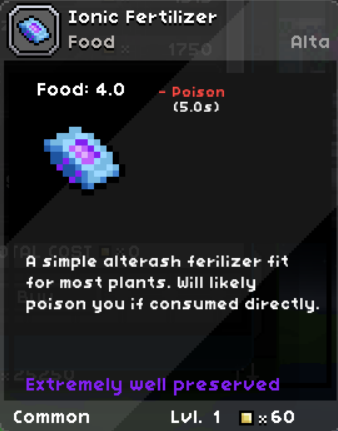 Ionic Fertilizer
Food
1750
Alta
Food: 4.0
- Poison
(5.0s)
A simple alterash ferilizer fit
for most plants. Will likely
poison you if consumed directly.
Extremely well preserved
Common
Lvl. 1
x60